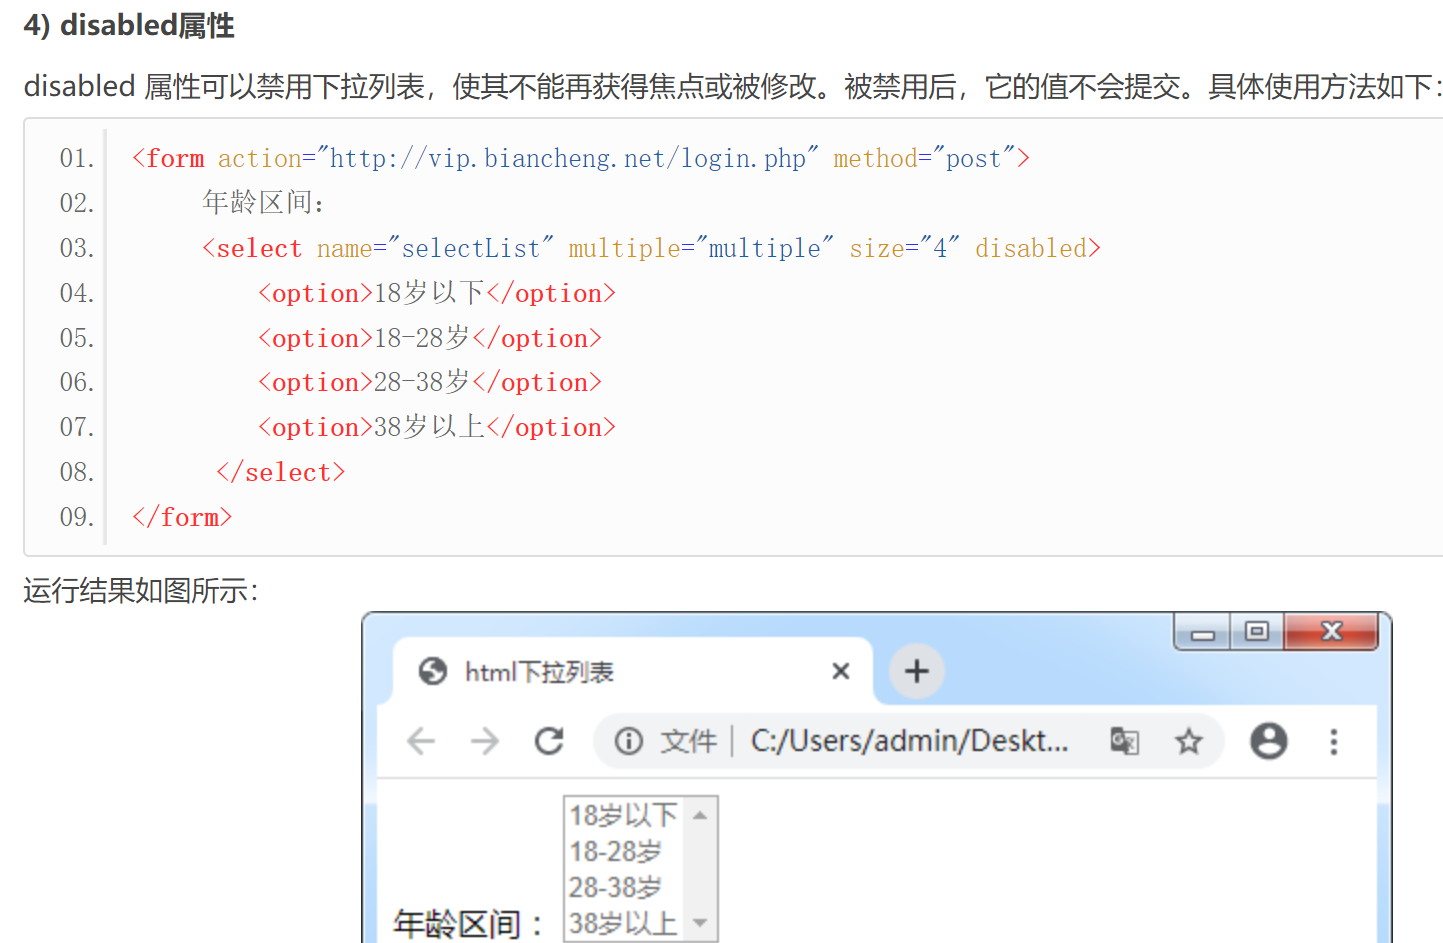 4) disabled属性
disabled 属性可以禁用下拉列表，使其不能再获得焦点或被修改。被禁用后，它的值不会提交。具体使用方法如下：
01. <form action="http://vip.biancheng.net/login.php" method="post">
02. 年龄区间：
03. <select name="selectList" multiple="multiple" size="4" disabled>
04. <option>18岁以下</option>
05. <option>18-28岁</option>
06. <option>28-38岁</option>
07. <option>38岁以上</option>
08. </select>
09. </form>
运行结果如图所示：
html下拉列表
文件 | C:/Users/admin/Deskt...
18岁以下
18-28岁
28-38岁
年龄区间： 38岁以上